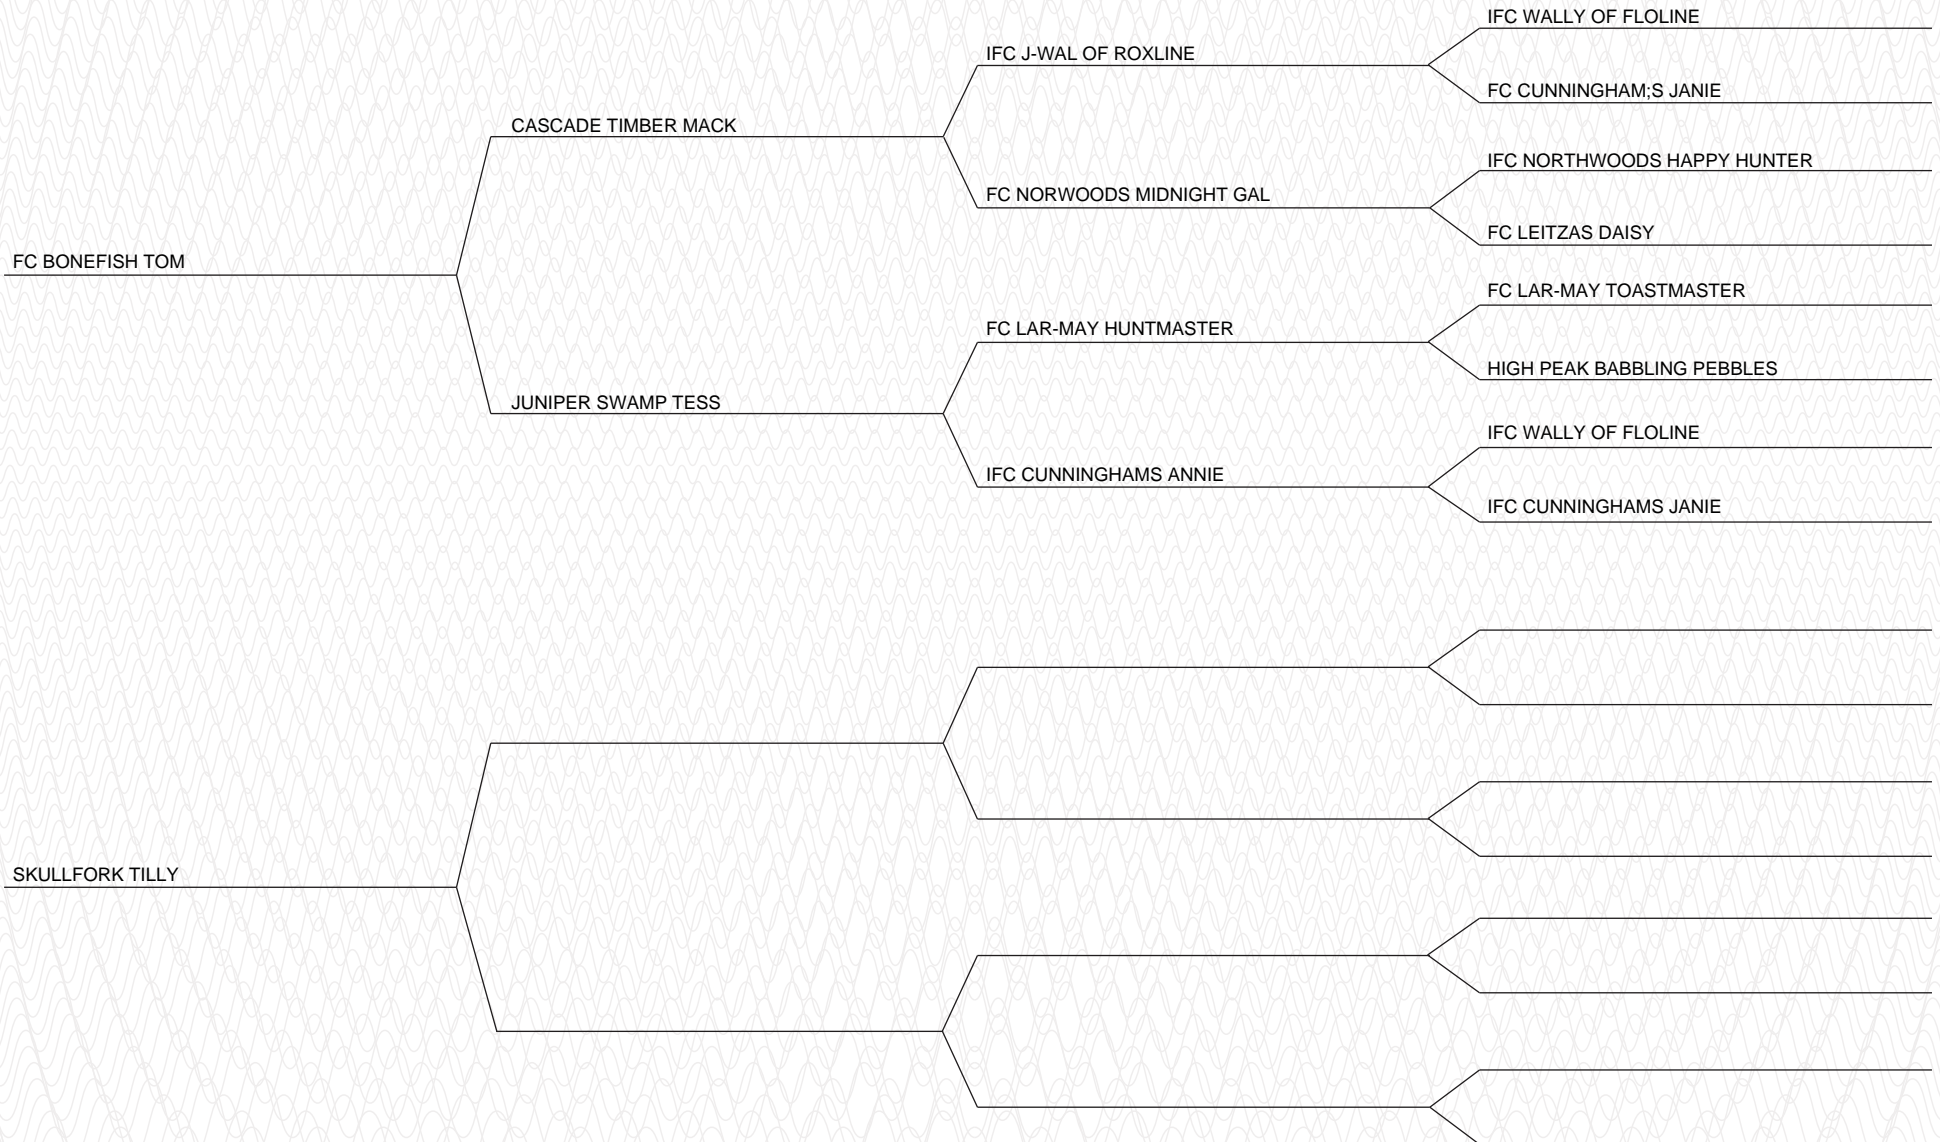 IFC WALLY OF FLOLINE
IFC J-WAL OF ROXLINE
FC CUNNINGHAM;S JANIE
CASCADE TIMBER MACK
IFC NORTHWOODS HAPPY HUNTER
FC NORWOODS MIDNIGHT GAL
FC LEITZAS DAISY
FC BONEFISH TOM
FC LAR-MAY TOASTMASTER
FC LAR-MAY HUNTMASTER
HIGH PEAK BABBLING PEBBLES
JUNIPER SWAMP TESS
IFC WALLY OF FLOLINE
IFC CUNNINGHAMS ANNIE
IFC CUNNINGHAMS JANIE
SKULLFORK TILLY